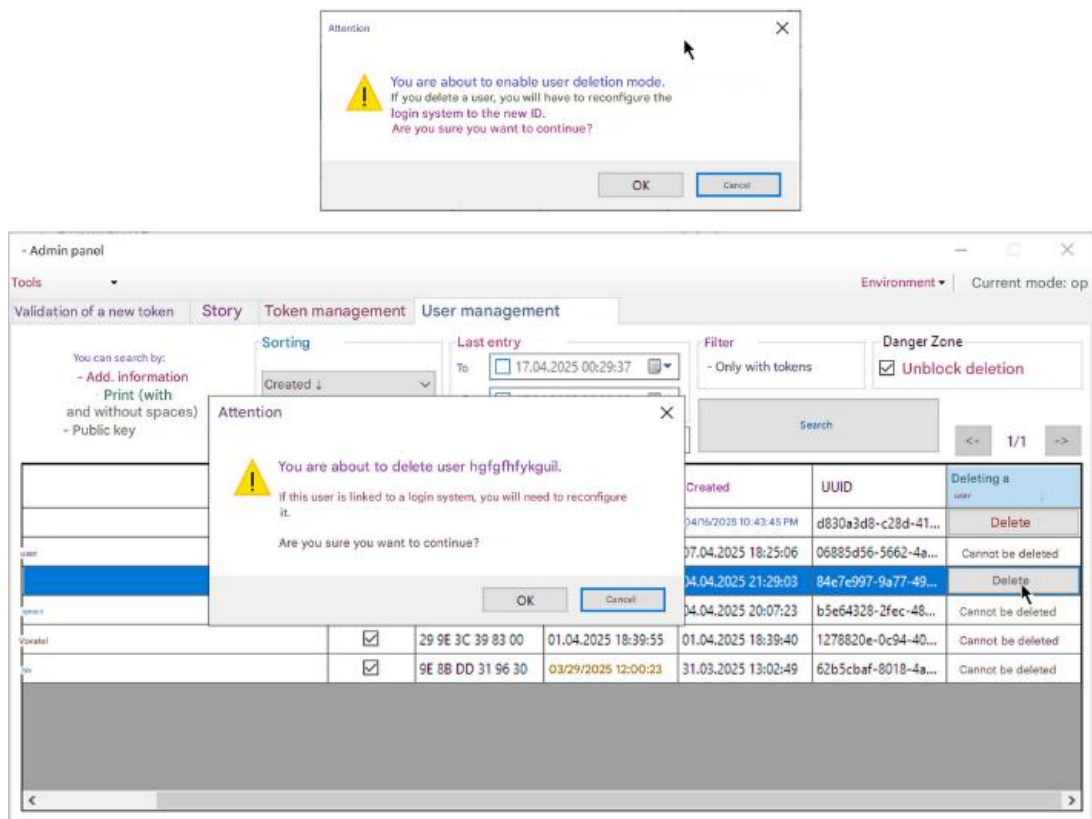 Attention
You are about to enable user deletion mode.
If you delete a user, you will have to reconfigure the
login system to the new ID.
Are you sure you want to continue?
OK
Cancel
- Admin panel
Tools
Environment
Current mode: op
Validation of a new token
Story
Token management
User management
You can search by:
- Add. information
Print (with
and without spaces)
- Public key
Sorting
Created ↓
Last entry
To
17.04.2025 00:29:37
Filter
- Only with tokens
Danger Zone
Unblock deletion
Search
<-
1/1
->
Attention
You are about to delete user hgfgfhfykguil.
If this user is linked to a login system, you will need to reconfigure
it.
Are you sure you want to continue?
OK
Cancel
Created UUID Deleting a
user
04/16/2025 10:43:45 PM d830a3d8-c28d-41... Delete
user 07.04.2025 18:25:06 06885d56-5662-4a... Cannot be deleted
04.04.2025 21:29:03 84e7e997-9a77-49... Delete
04.04.2025 20:07:23 b5e64328-2fec-48... Cannot be deleted
29 9E 3C 39 83 00 01.04.2025 18:39:55 01.04.2025 18:39:40 1278820e-0c94-40... Cannot be deleted
9E 8B DD 31 96 30 03/29/2025 12:00:23 31.03.2025 13:02:49 62b5cbaf-8018-4a... Cannot be deleted